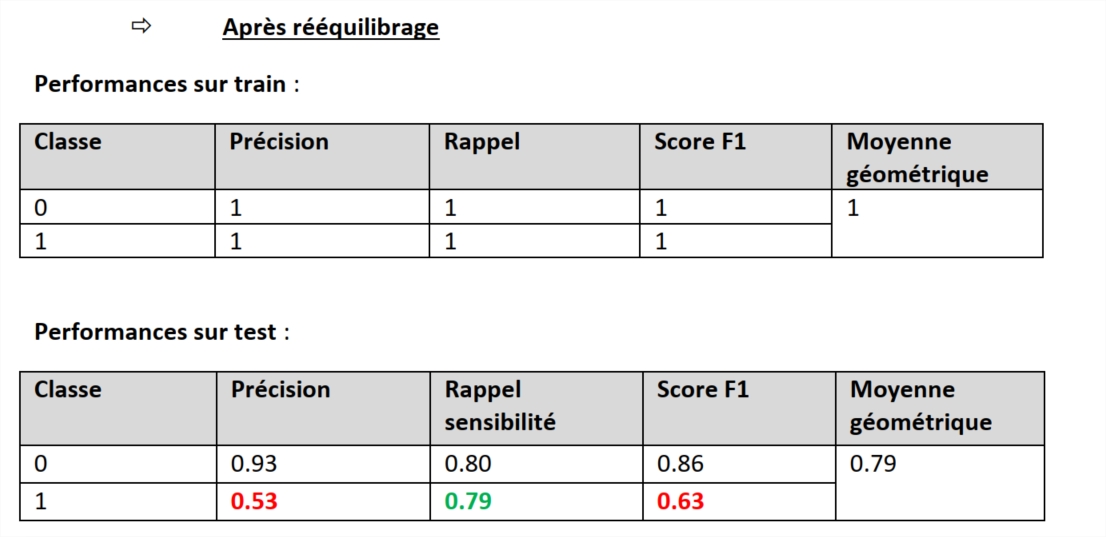 ⇨ Après rééquilibrage
Performances sur train :
Classe Précision Rappel Score F1 Moyenne géométrique
0 1 1 1 1
1 1 1 1
Performances sur test :
Classe Précision Rappel sensibilité Score F1 Moyenne géométrique
0 0.93 0.80 0.86 0.79
1 0.53 0.79 0.63